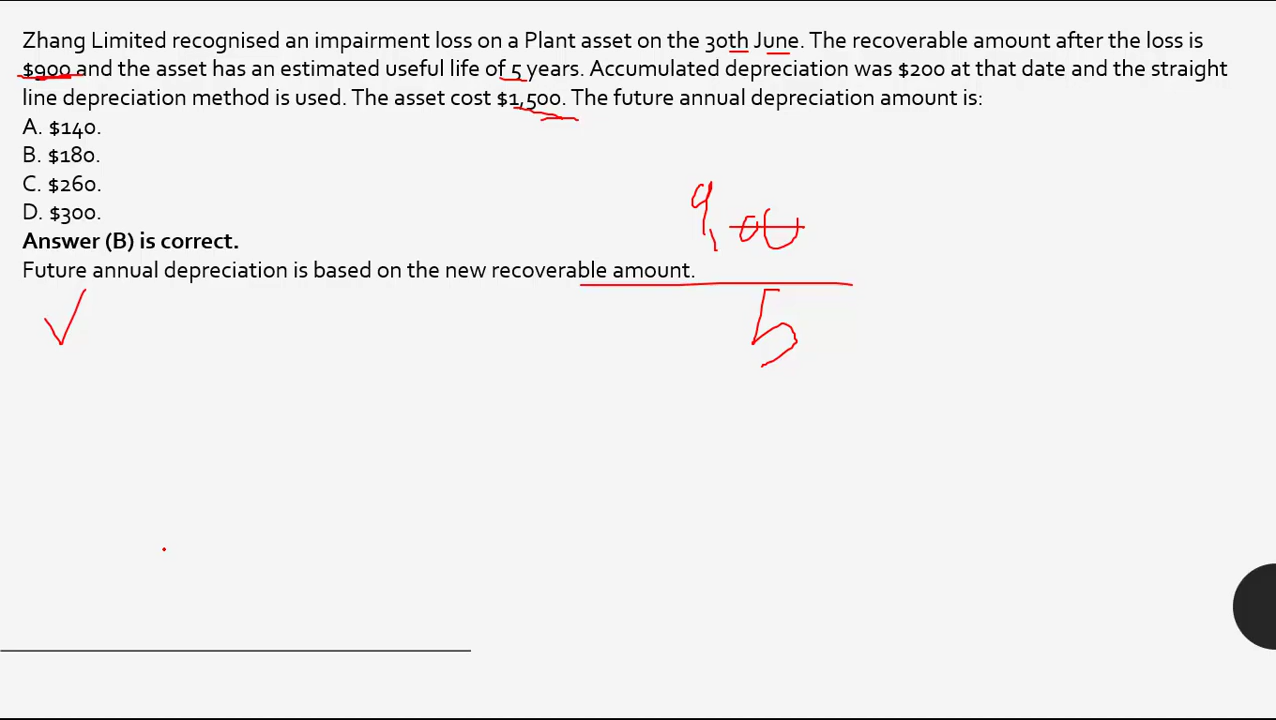 Zhang Limited recognised an impairment loss on a Plant asset on the 30th June. The recoverable amount after the loss is
$900 and the asset has an estimated useful life of 5 years. Accumulated depreciation was $200 at that date and the straight
line depreciation method is used. The asset cost $1,500. The future annual depreciation amount is:
A. $140.
B. $180.
C. $260.
D. $300.
Answer (B) is correct.
Future annual depreciation is based on the new recoverable amount.
9,00
5